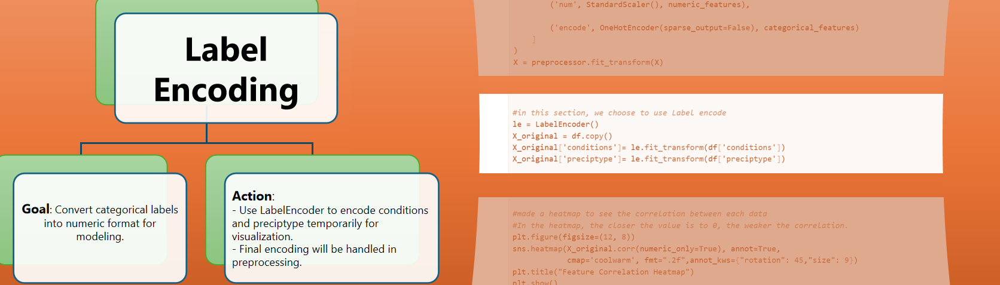 Label
Encoding
Goal: Convert categorical labels
into numeric format for
modeling.
Action:
- Use LabelEncoder to encode conditions
and preciptype temporarily for
visualization.
- Final encoding will be handled in
preprocessing.
('num', StandardScaler(), numeric_features),
('encode', OneHotEncoder(sparse_output=False), categorical_features)
]
)
X = preprocessor.fit_transform(X)
#in this section, we choose to use Label encode
le = LabelEncoder()
X_original = df.copy()
X_original['conditions']= le.fit_transform(df['conditions'])
X_original['preciptype']= le.fit_transform(df['preciptype'])
#made a heatmap to see the correlation between each data
#In the heatmap, the closer the value is to 0, the weaker the correlation.
plt.figure(figsize=(12, 8))
sns.heatmap(X_original.corr(numeric_only=True), annot=True,
cmap='coolwarm', fmt=".2f",annot_kws={"rotation": 45,"size": 9})
plt.title("Feature Correlation Heatmap")
plt.show()